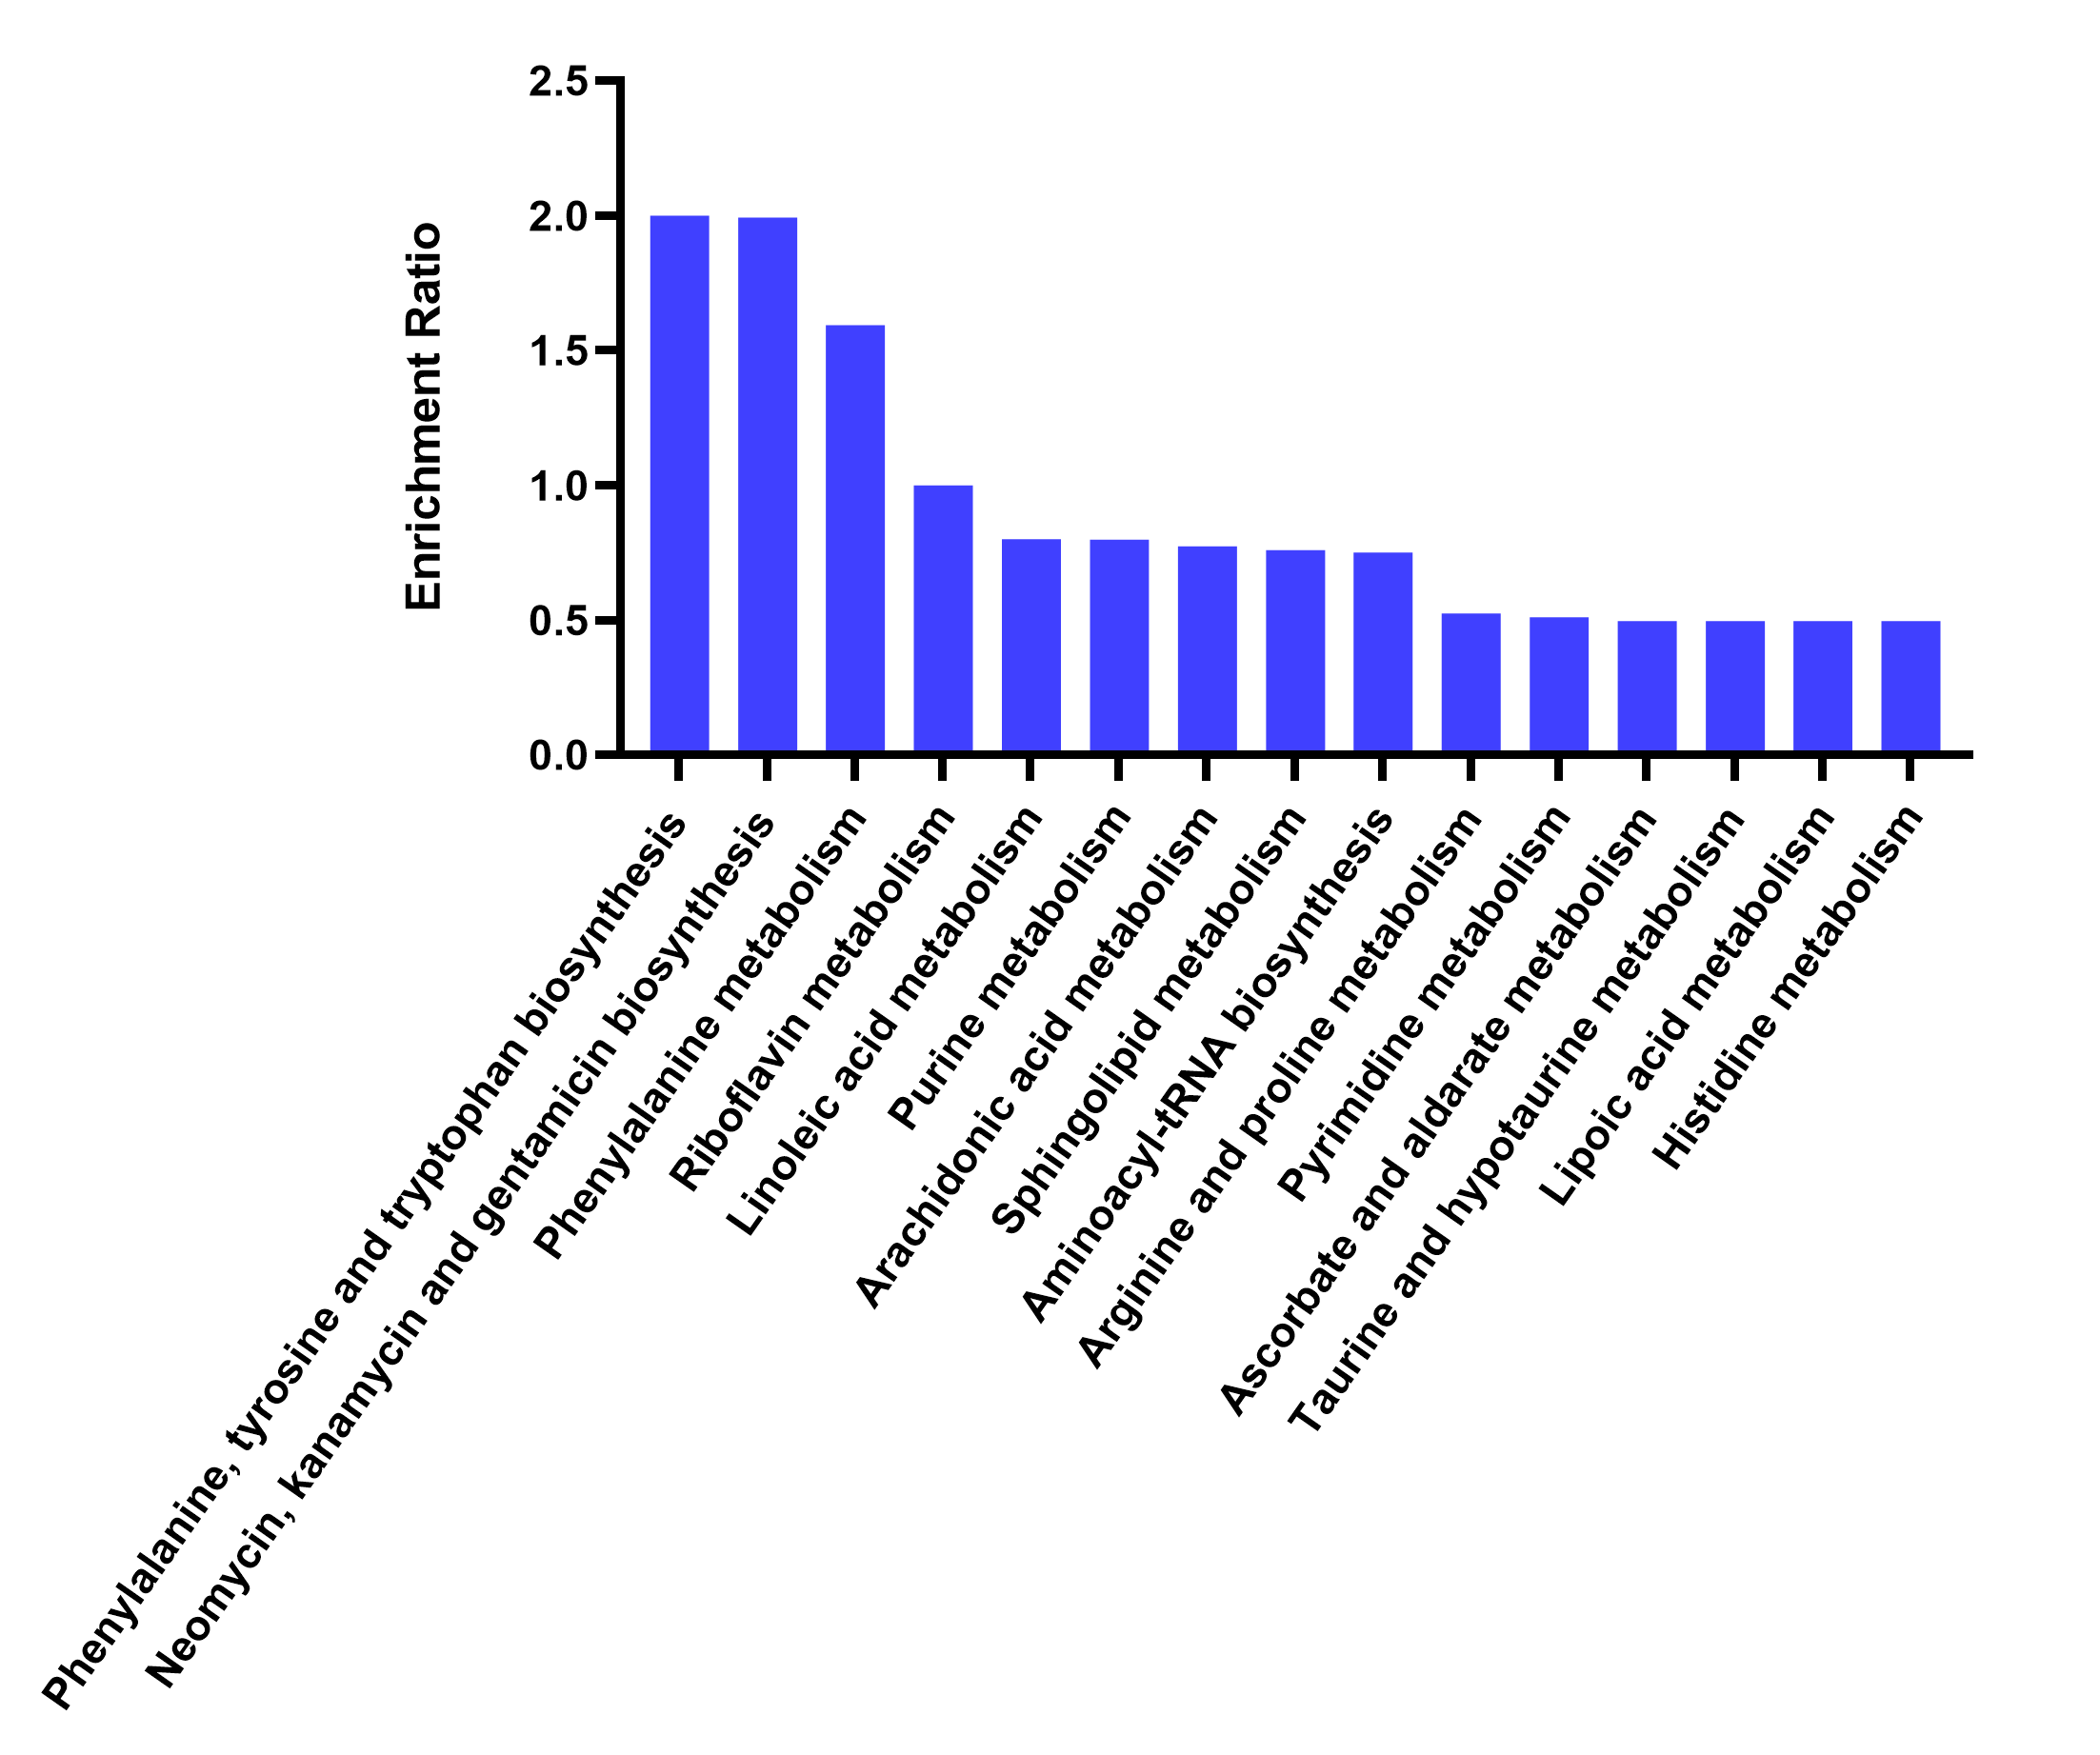 Enrichment Ratio
2.5
2.0
1.5
1.0
0.5
0.0
Phenylalanine, tyrosine and tryptophan biosynthesis
Neomycin, kanamycin and gentamicin biosynthesis
Phenylalanine metabolism
Riboflavin metabolism
Linoleic acid metabolism
Purine metabolism
Arachidonic acid metabolism
Sphingolipid metabolism
Aminoacyl-tRNA biosynthesis
Arginine and proline metabolism
Pyrimidine metabolism
Ascorbate and aldarate metabolism
Taurine and hypotaurine metabolism
Lipoic acid metabolism
Histidine metabolism